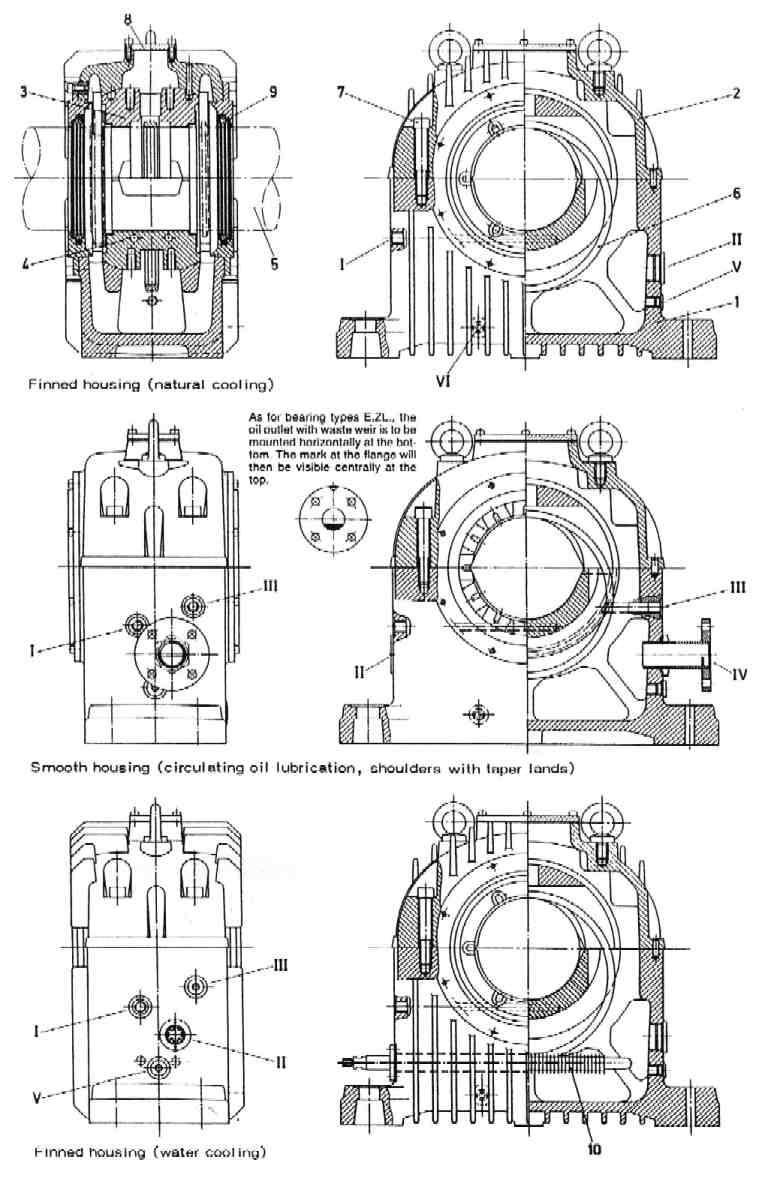 8
3
9
4
5
7
2
6
I
II
V
1
VI
Finned housing (natural cooling)
As for bearing types E.ZL., the
oil outlet with waste weir is to be
mounted horizontally at the bot-
tom. The mark at the flange will
then be visible centrally at the
top.
III
I
II
III
IV
Smooth housing (circulating oil lubrication, shoulders with taper lands)
III
I
II
V
10
Finned housing (water cooling)